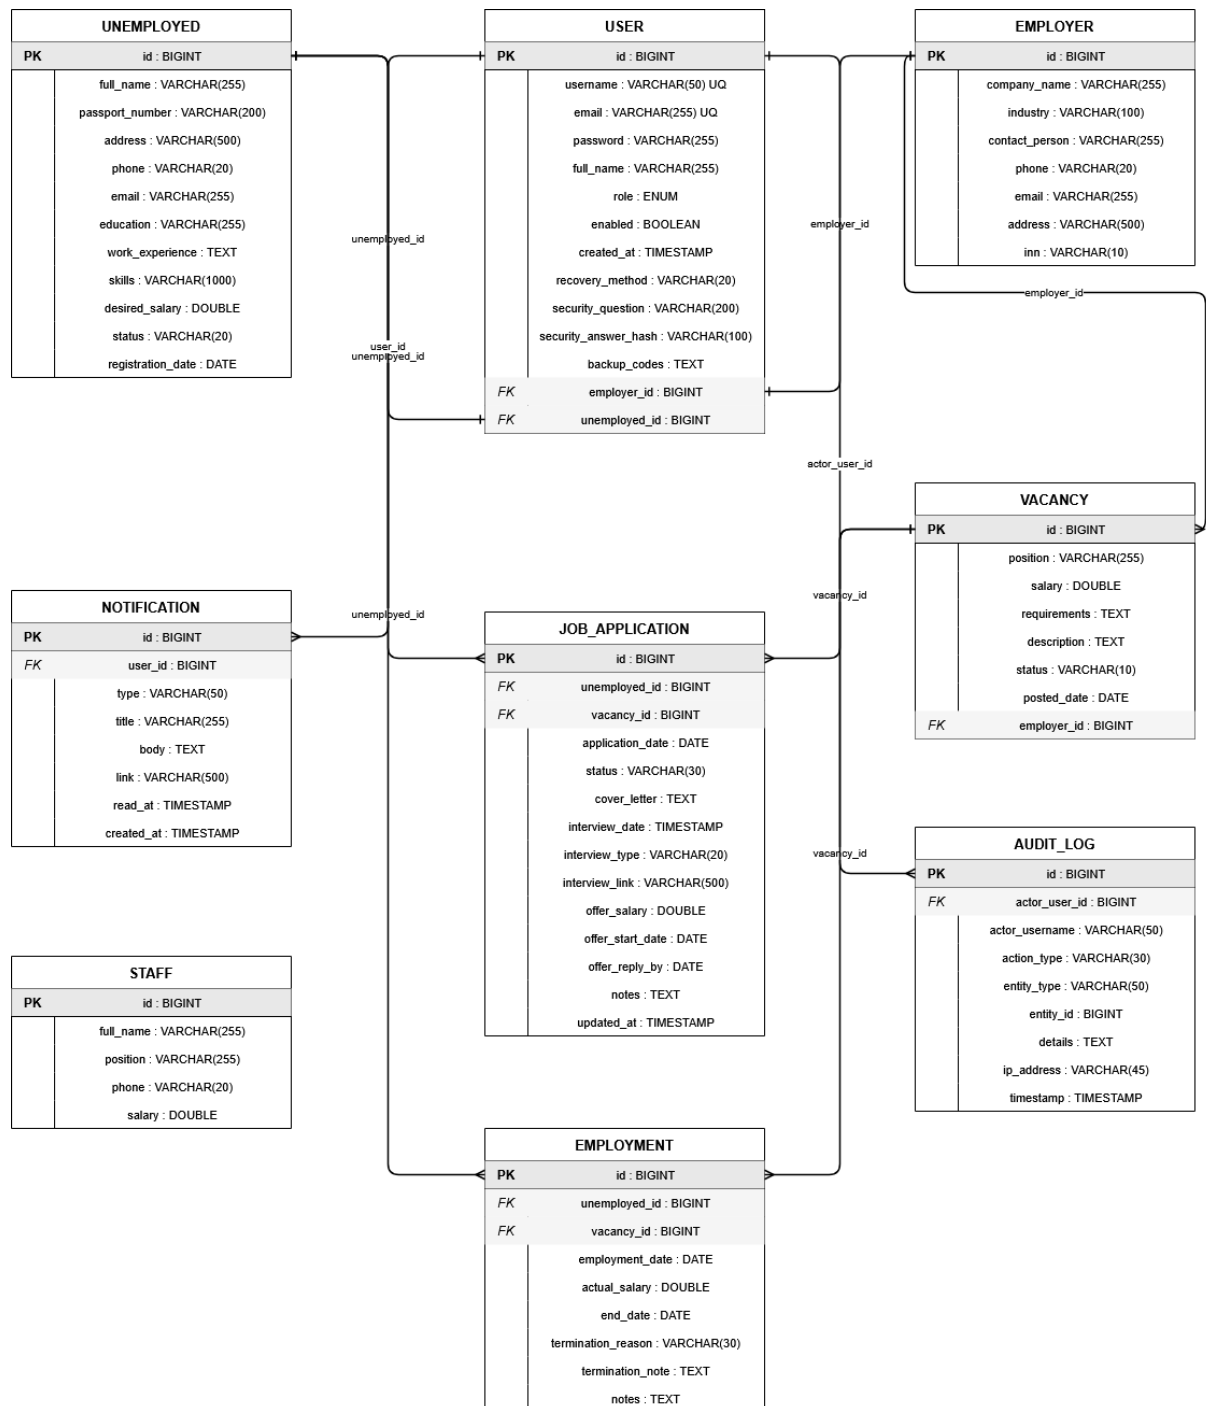 UNEMPLOYED
PK id : BIGINT
full_name : VARCHAR(255)
passport_number : VARCHAR(200)
address : VARCHAR(500)
phone : VARCHAR(20)
email : VARCHAR(255)
education : VARCHAR(255)
work_experience : TEXT
skills : VARCHAR(1000)
desired_salary : DOUBLE
status : VARCHAR(20)
registration_date : DATE
USER
PK id : BIGINT
username : VARCHAR(50) UQ
email : VARCHAR(255) UQ
password : VARCHAR(255)
full_name : VARCHAR(255)
role : ENUM
enabled : BOOLEAN
created_at : TIMESTAMP
recovery_method : VARCHAR(20)
security_question : VARCHAR(200)
security_answer_hash : VARCHAR(100)
backup_codes : TEXT
FK employer_id : BIGINT
FK unemployed_id : BIGINT
EMPLOYER
PK id : BIGINT
company_name : VARCHAR(255)
industry : VARCHAR(100)
contact_person : VARCHAR(255)
phone : VARCHAR(20)
email : VARCHAR(255)
address : VARCHAR(500)
inn : VARCHAR(10)
unemployed_id
employer_id
employer_id
user_id
unemployed_id
actor_user_id
unemployed_id
vacancy_id
vacancy_id
NOTIFICATION
PK id : BIGINT
FK user_id : BIGINT
type : VARCHAR(50)
title : VARCHAR(255)
body : TEXT
link : VARCHAR(500)
read_at : TIMESTAMP
created_at : TIMESTAMP
JOB_APPLICATION
PK id : BIGINT
FK unemployed_id : BIGINT
FK vacancy_id : BIGINT
application_date : DATE
status : VARCHAR(30)
cover_letter : TEXT
interview_date : TIMESTAMP
interview_type : VARCHAR(20)
interview_link : VARCHAR(500)
offer_salary : DOUBLE
offer_start_date : DATE
offer_reply_by : DATE
notes : TEXT
updated_at : TIMESTAMP
VACANCY
PK id : BIGINT
position : VARCHAR(255)
salary : DOUBLE
requirements : TEXT
description : TEXT
status : VARCHAR(10)
posted_date : DATE
FK employer_id : BIGINT
STAFF
PK id : BIGINT
full_name : VARCHAR(255)
position : VARCHAR(255)
phone : VARCHAR(20)
salary : DOUBLE
AUDIT_LOG
PK id : BIGINT
FK actor_user_id : BIGINT
actor_username : VARCHAR(50)
action_type : VARCHAR(30)
entity_type : VARCHAR(50)
entity_id : BIGINT
details : TEXT
ip_address : VARCHAR(45)
timestamp : TIMESTAMP
EMPLOYMENT
PK id : BIGINT
FK unemployed_id : BIGINT
FK vacancy_id : BIGINT
employment_date : DATE
actual_salary : DOUBLE
end_date : DATE
termination_reason : VARCHAR(30)
termination_note : TEXT
notes : TEXT